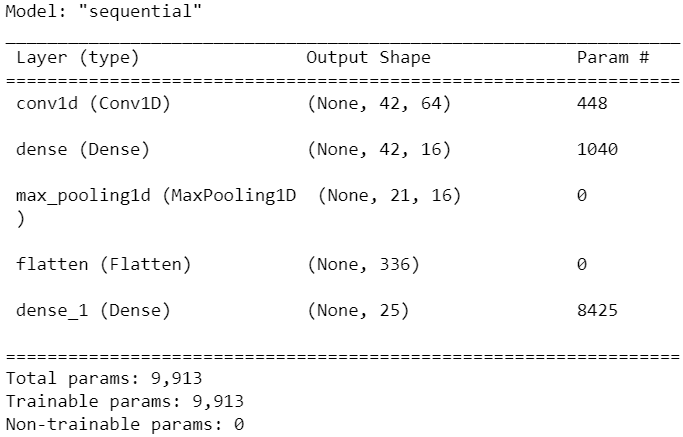 Model: "sequential"
_________________________________________________________________
Layer (type)                Output Shape              Param #
=================================================================
conv1d (Conv1D)             (None, 42, 64)            448
dense (Dense)               (None, 42, 16)            1040
max_pooling1d (MaxPooling1D  (None, 21, 16)           0
)
flatten (Flatten)           (None, 336)               0
dense_1 (Dense)             (None, 25)                8425
=================================================================
Total params: 9,913
Trainable params: 9,913
Non-trainable params: 0